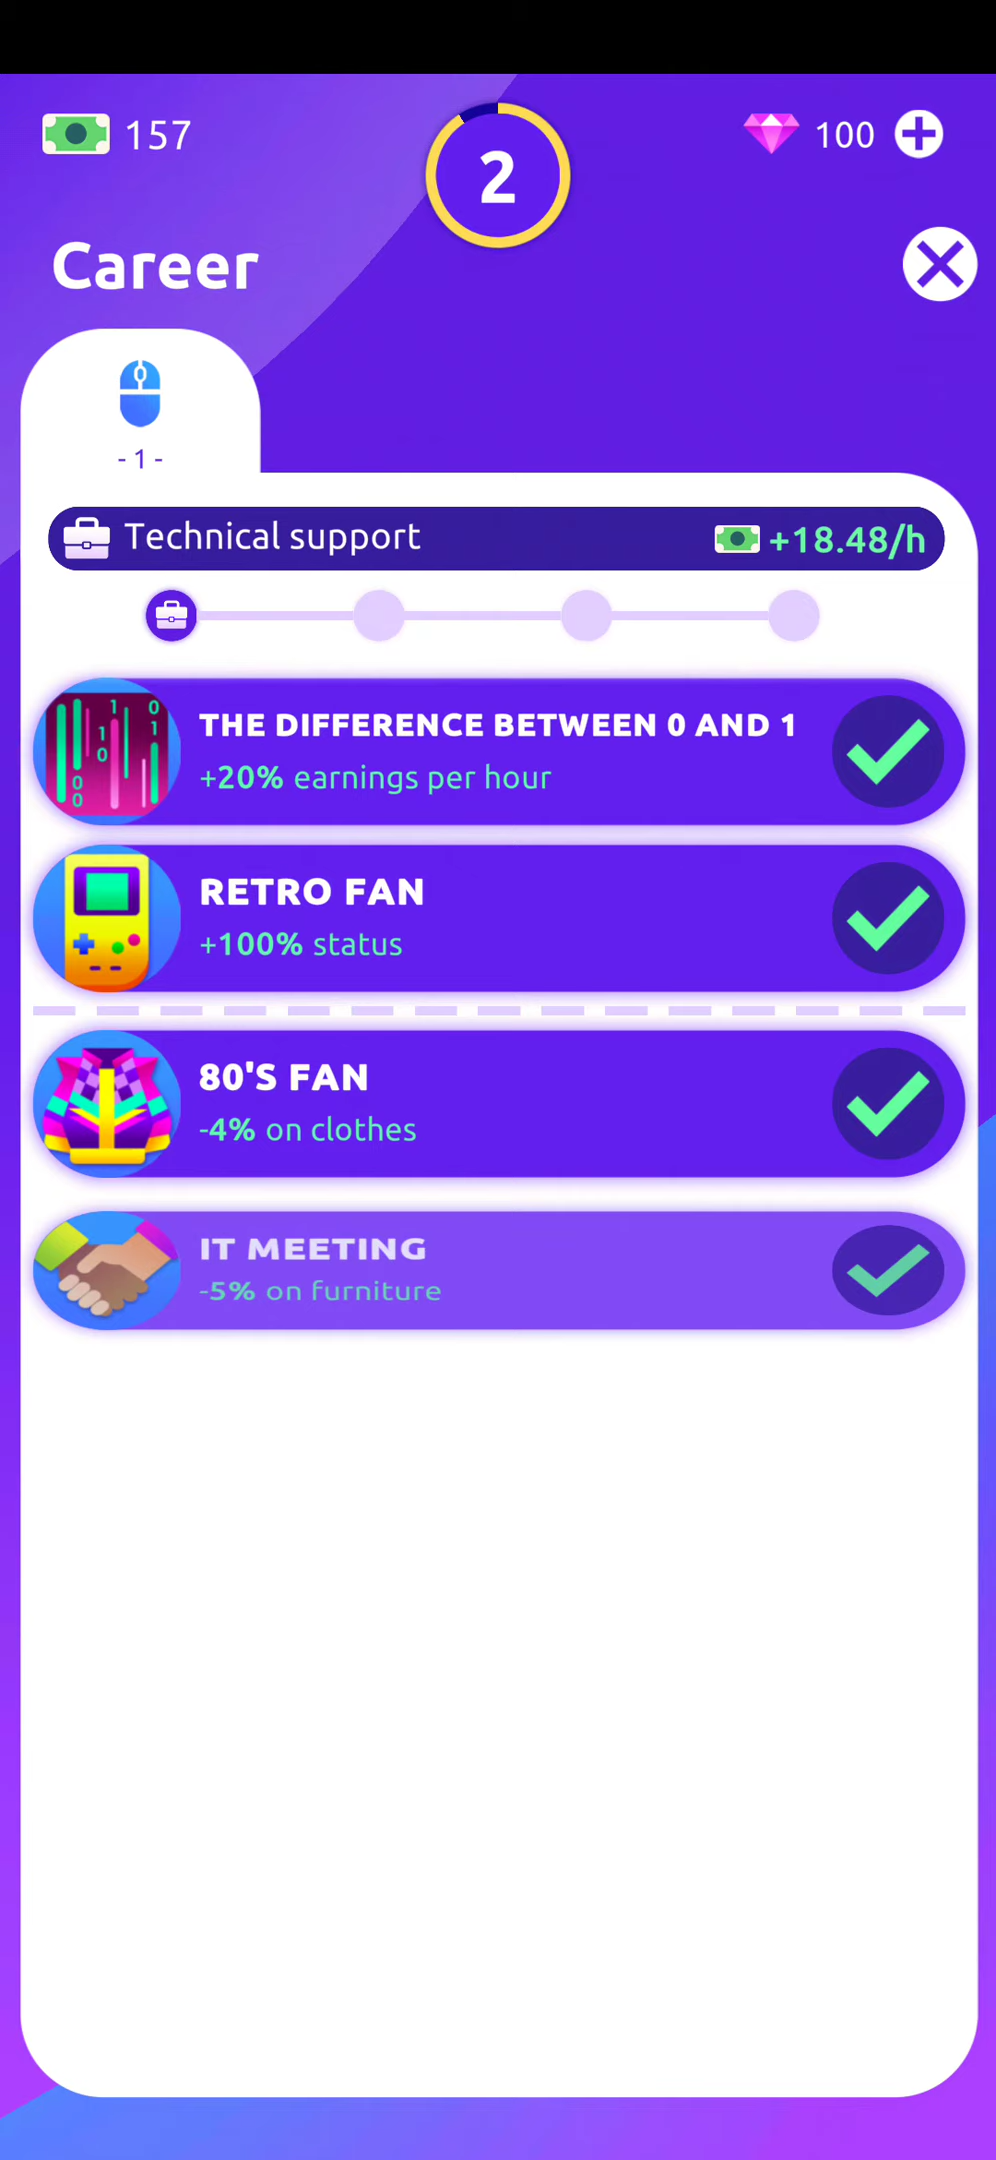 157
2
100
Career
- 1 -
Technical support
+18.48/h
THE DIFFERENCE BETWEEN 0 AND 1
+20% earnings per hour
RETRO FAN
+100% status
80'S FAN
-4% on clothes
IT MEETING
-5% on furniture